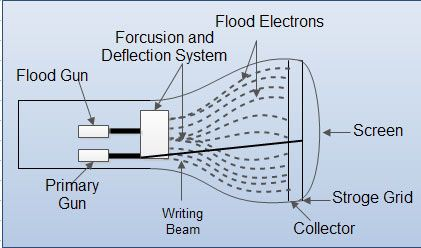 Flood Electrons
Forcusion and
Deflection System
Flood Gun
Screen
Primary
Gun
Writing
Beam
Stroge Grid
Collector